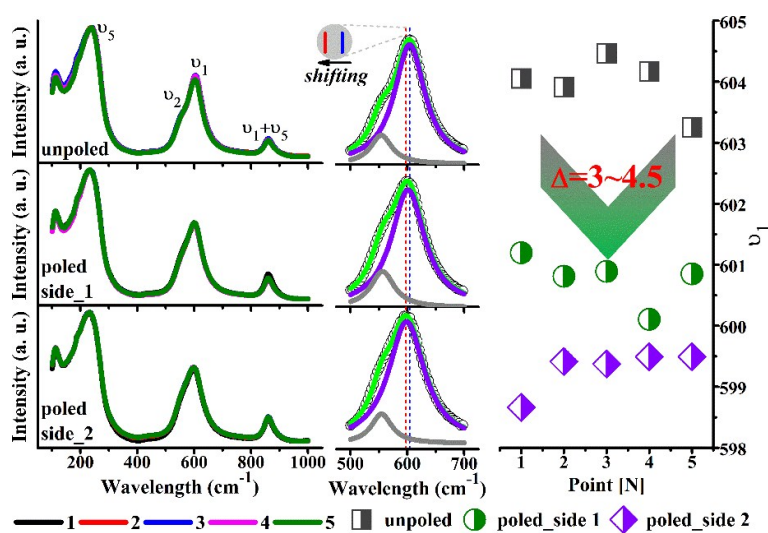 Intensity (a. u.)
υ5
υ2
υ1
υ1+υ5
unpoled
Intensity (a. u.)
poled
side_1
Intensity (a. u.)
poled
side_2
200 400 600 800 1000
Wavelength (cm-1)
shifting
500 600 700
Wavelength (cm-1)
Δ=3~4.5
605
604
603
602
601
600
599
598
υ1
1 2 3 4 5
Point [N]
1 2 3 4 5 unpoled poled_side 1 poled_side 2